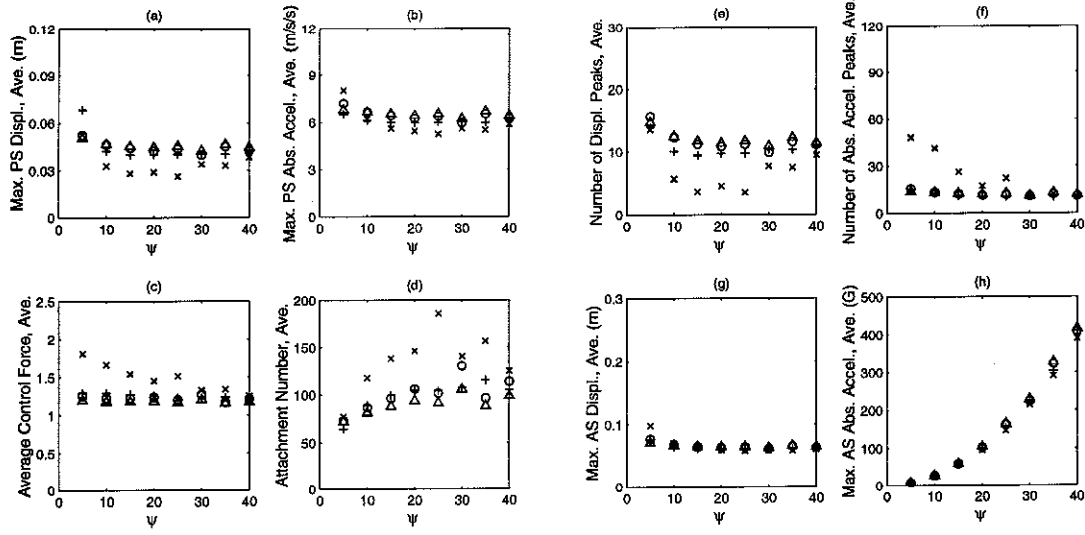 (a)
Max. PS Displ., Ave. (m)
0.12
0.09
0.06
0.03
0
0 10 20 30 40
Ψ
(b)
Max. PS Abs. Accel., Ave. (m/s/s)
12
9
6
3
0
0 10 20 30 40
Ψ
(e)
Number of Displ. Peaks, Ave.
30
20
10
0
0 10 20 30 40
Ψ
(f)
Number of Abs. Accel. Peaks, Ave.
120
90
60
30
0
0 10 20 30 40
Ψ
(c)
Average Control Force, Ave.
2.5
2
1.5
1
0.5
0
0 10 20 30 40
Ψ
(d)
Attachment Number, Ave.
200
150
100
50
0
0 10 20 30 40
Ψ
(g)
Max. AS Displ., Ave. (m)
0.3
0.2
0.1
0
0 10 20 30 40
Ψ
(h)
Max. AS Abs. Accel., Ave. (G)
500
400
300
200
100
0
0 10 20 30 40
Ψ